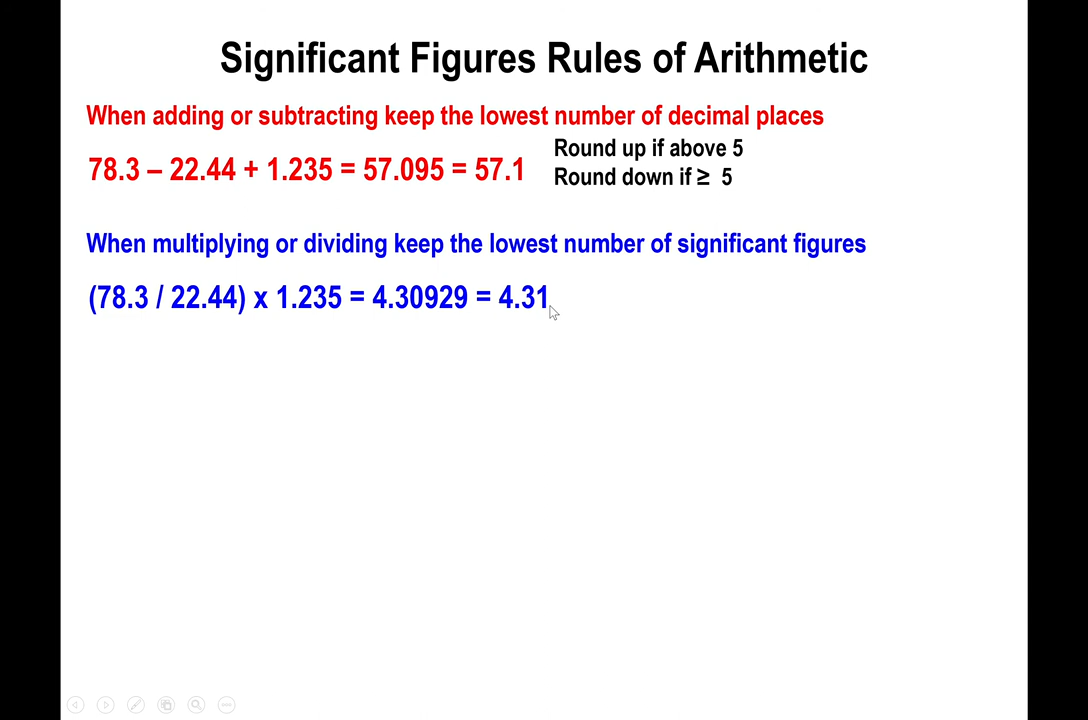 Significant Figures Rules of Arithmetic
When adding or subtracting keep the lowest number of decimal places
78.3 – 22.44 + 1.235 = 57.095 = 57.1
Round up if above 5
Round down if ≥ 5
When multiplying or dividing keep the lowest number of significant figures
(78.3 / 22.44) x 1.235 = 4.30929 = 4.31